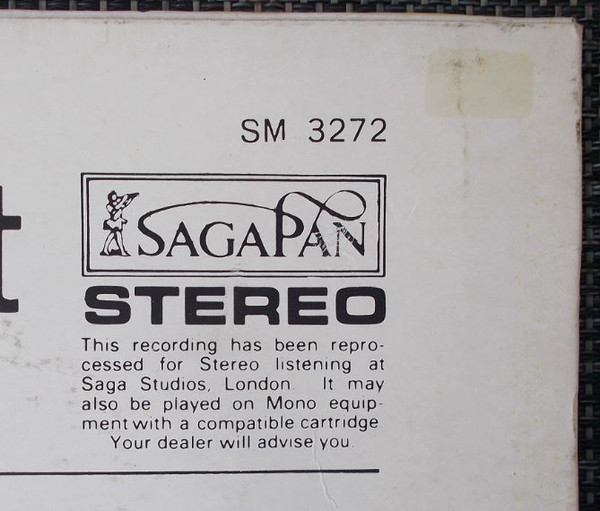 SM 3272
t
SAGAPAN
STEREO
This recording has been repro-
cessed for Stereo listening at
Saga Studios, London. It may
also be played on Mono equip-
ment with a compatible cartridge
Your dealer will advise you.